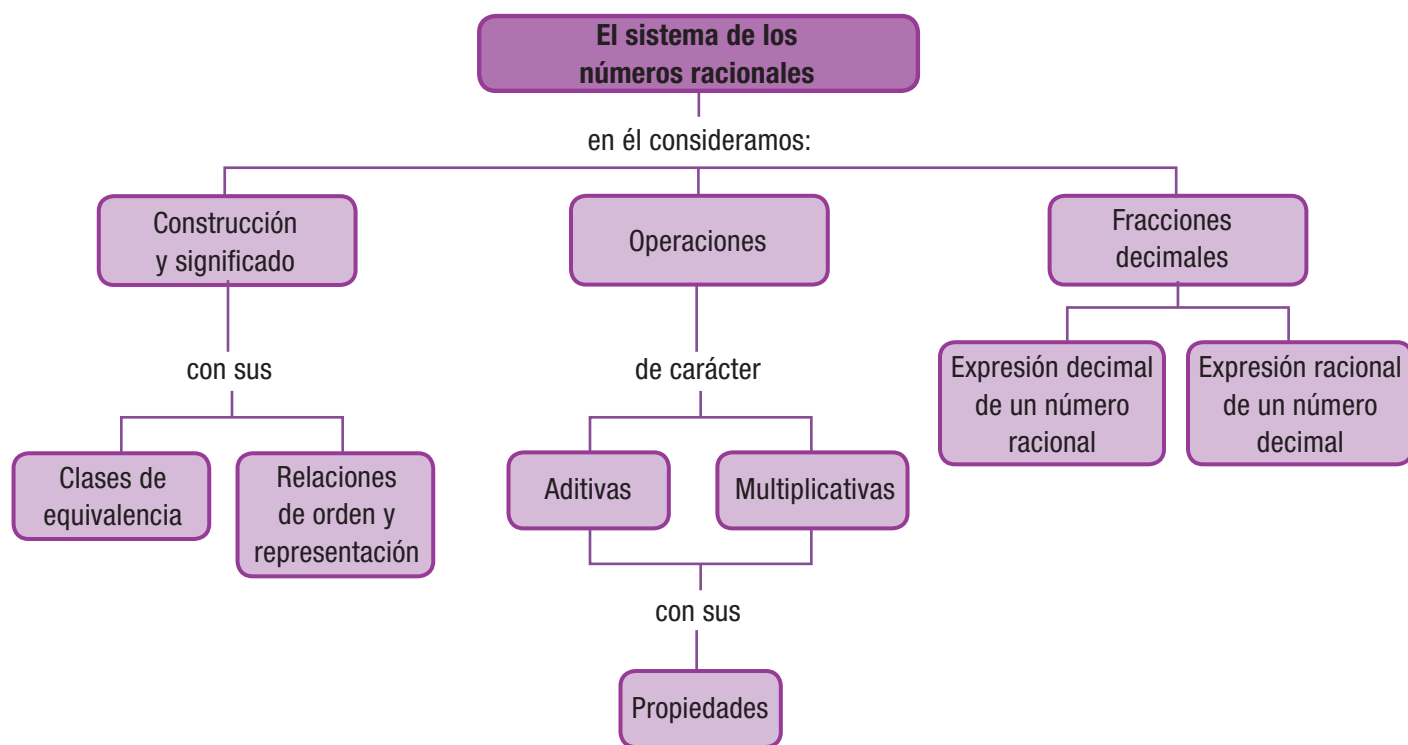 El sistema de los
números racionales
en él consideramos:
Construcción
y significado
Operaciones
Fracciones
decimales
con sus
de carácter
Expresión decimal
de un número
racional
Expresión racional
de un número
decimal
Clases de
equivalencia
Relaciones
de orden y
representación
Aditivas
Multiplicativas
con sus
Propiedades